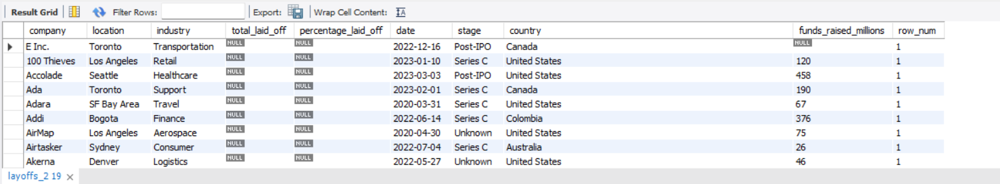 Result Grid Filter Rows: Export: Wrap Cell Content: IA
company location industry total_laid_off percentage_laid_off date stage country funds_raised_millions row_num
E Inc. Toronto Transportation NULL NULL 2022-12-16 Post-IPO Canada NULL 1
100 Thieves Los Angeles Retail NULL NULL 2023-01-10 Series C United States 120 1
Accolade Seattle Healthcare NULL NULL 2023-03-03 Post-IPO United States 458 1
Ada Toronto Support NULL NULL 2023-02-01 Series C Canada 190 1
Adara SF Bay Area Travel NULL NULL 2020-03-31 Series C United States 67 1
Addi Bogota Finance NULL NULL 2022-06-14 Series C Colombia 376 1
AirMap Los Angeles Aerospace NULL NULL 2020-04-30 Unknown United States 75 1
Airtasker Sydney Consumer NULL NULL 2022-07-04 Series C Australia 26 1
Akerna Denver Logistics NULL NULL 2022-05-27 Unknown United States 46 1
layoffs_2 19